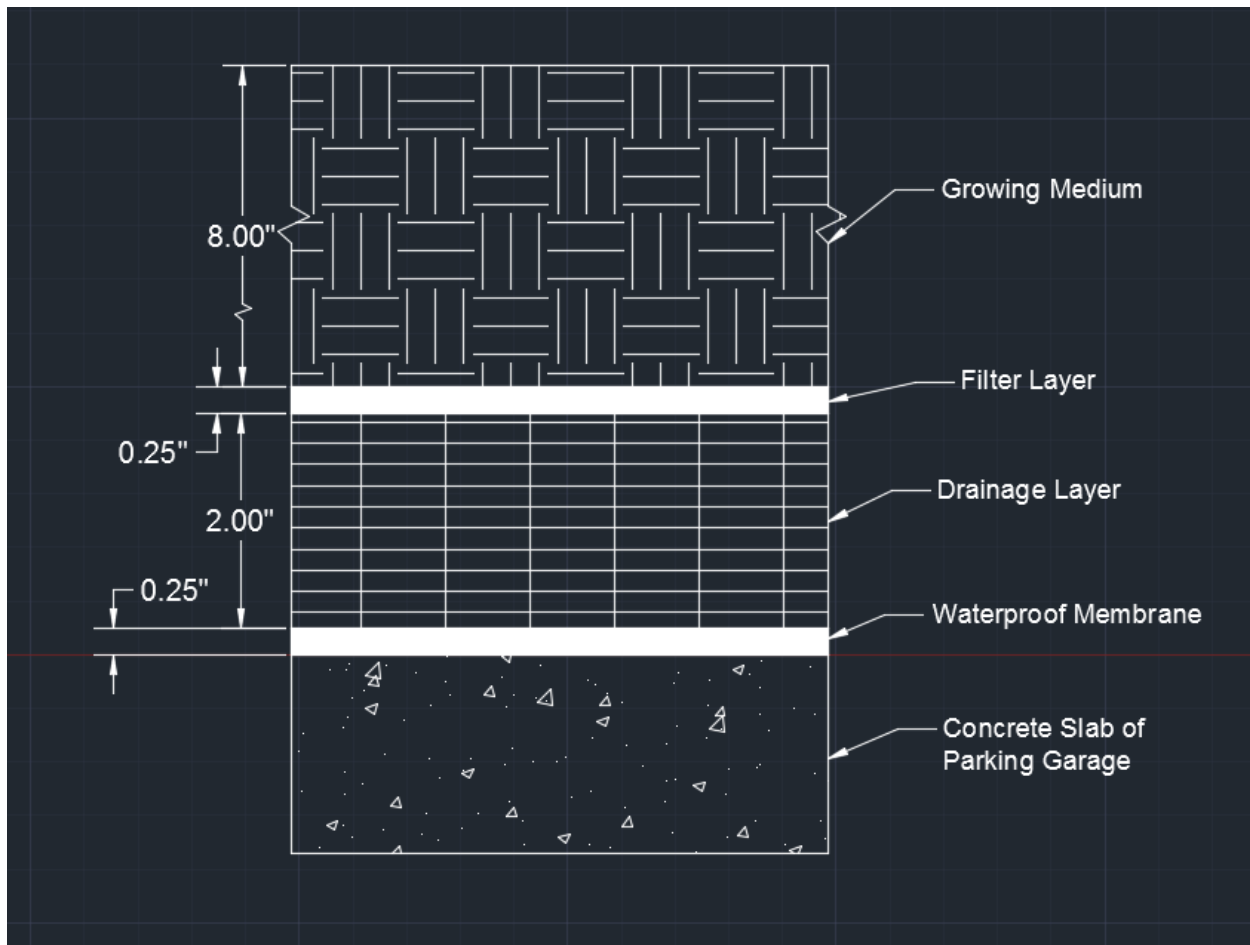 Growing Medium
8.00"
Filter Layer
0.25"
Drainage Layer
2.00"
0.25"
Waterproof Membrane
Concrete Slab of
Parking Garage